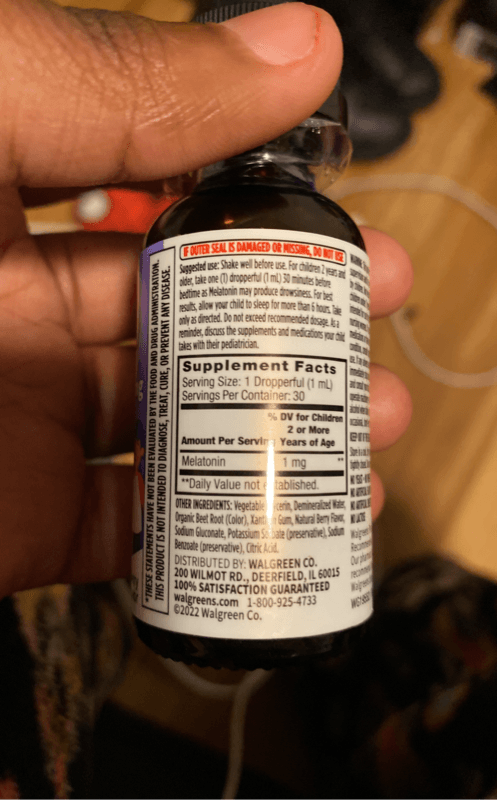 *THESE STATEMENTS HAVE NOT BEEN EVALUATED BY THE FOOD AND DRUG ADMINISTRATION.
THIS PRODUCT IS NOT INTENDED TO DIAGNOSE, TREAT, CURE, OR PREVENT ANY DISEASE.
IF OUTER SEAL IS DAMAGED OR MISSING, DO NOT USE
Suggested use: Shake well before use. For children 2 years and
older, take one (1) dropperful (1 mL) 30 minutes before
bedtime as Melatonin may produce drowsiness. For best
results, allow your child to sleep for more than 6 hours. Take
only as directed. Do not exceed recommended dosage. As a
reminder, discuss the supplements and medications your child
takes with their pediatrician.
Supplement Facts
Serving Size: 1 Dropperful (1 mL)
Servings Per Container: 30
% DV for Children
2 or More
Amount Per Servin Years of Age
Melatonin 1 mg **
**Daily Value not tablished.
OTHER INGREDIENTS: Vegetable cerin, Demineralized Water,
Organic Beet Root (Color), Xant Gum, Natural Berry Flavor,
Sodium Gluconate, Potassium So bate (preservative), Sodium
Benzoate (preservative), Citric Acid.
DISTRIBUTED BY: WALGREEN CO.
200 WILMOT RD., DEERFIELD, IL 60015
100% SATISFACTION GUARANTEED
walgreens.com 1-800-925-4733
©2022 Walgreen Co.